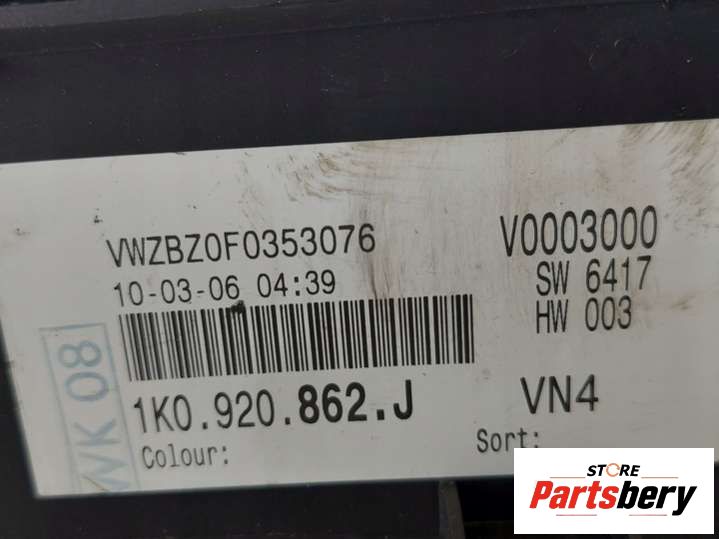 VWZBZ0F0353076
V0003000
10-03-06 04:39
SW 6417
HW 003
WK 08
1K0.920.862.J
VN4
Colour:
Sort:
STORE
Partsbery